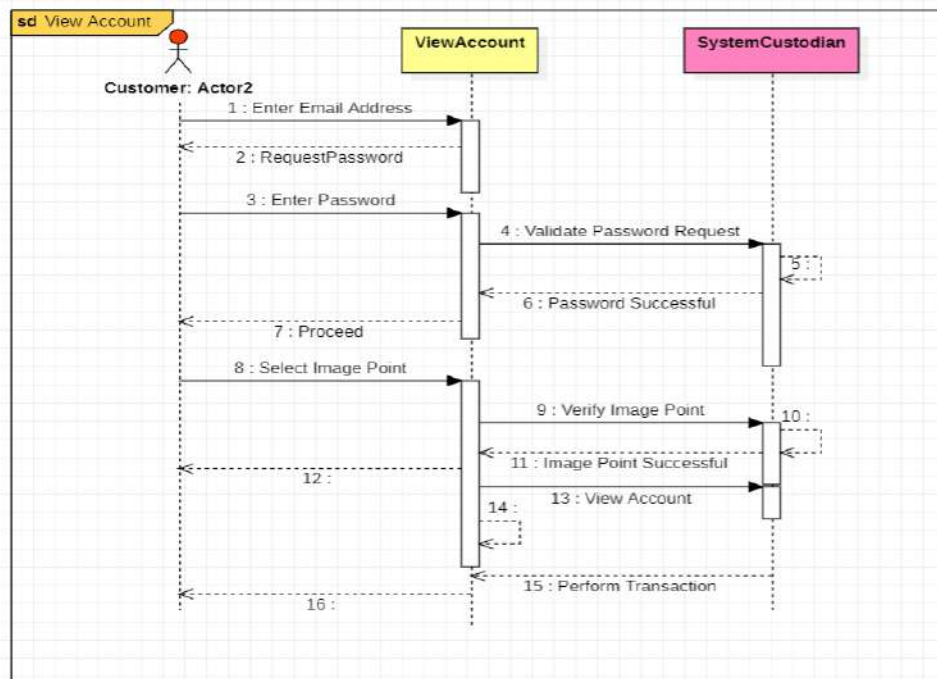 sd View Account
ViewAccount
SystemCustodian
Customer: Actor2
1 : Enter Email Address
2 : RequestPassword
3 : Enter Password
4 : Validate Password Request
5 :
6 : Password Successful
7 : Proceed
8 : Select Image Point
9 : Verify Image Point
10 :
11 : Image Point Successful
12 :
13 : View Account
14 :
15 : Perform Transaction
16 :